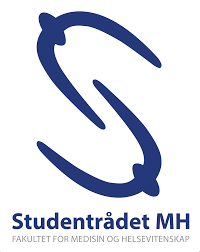 Studentrådet MH
FAKULTET FOR MEDISIN OG HELSEVITENSKAP